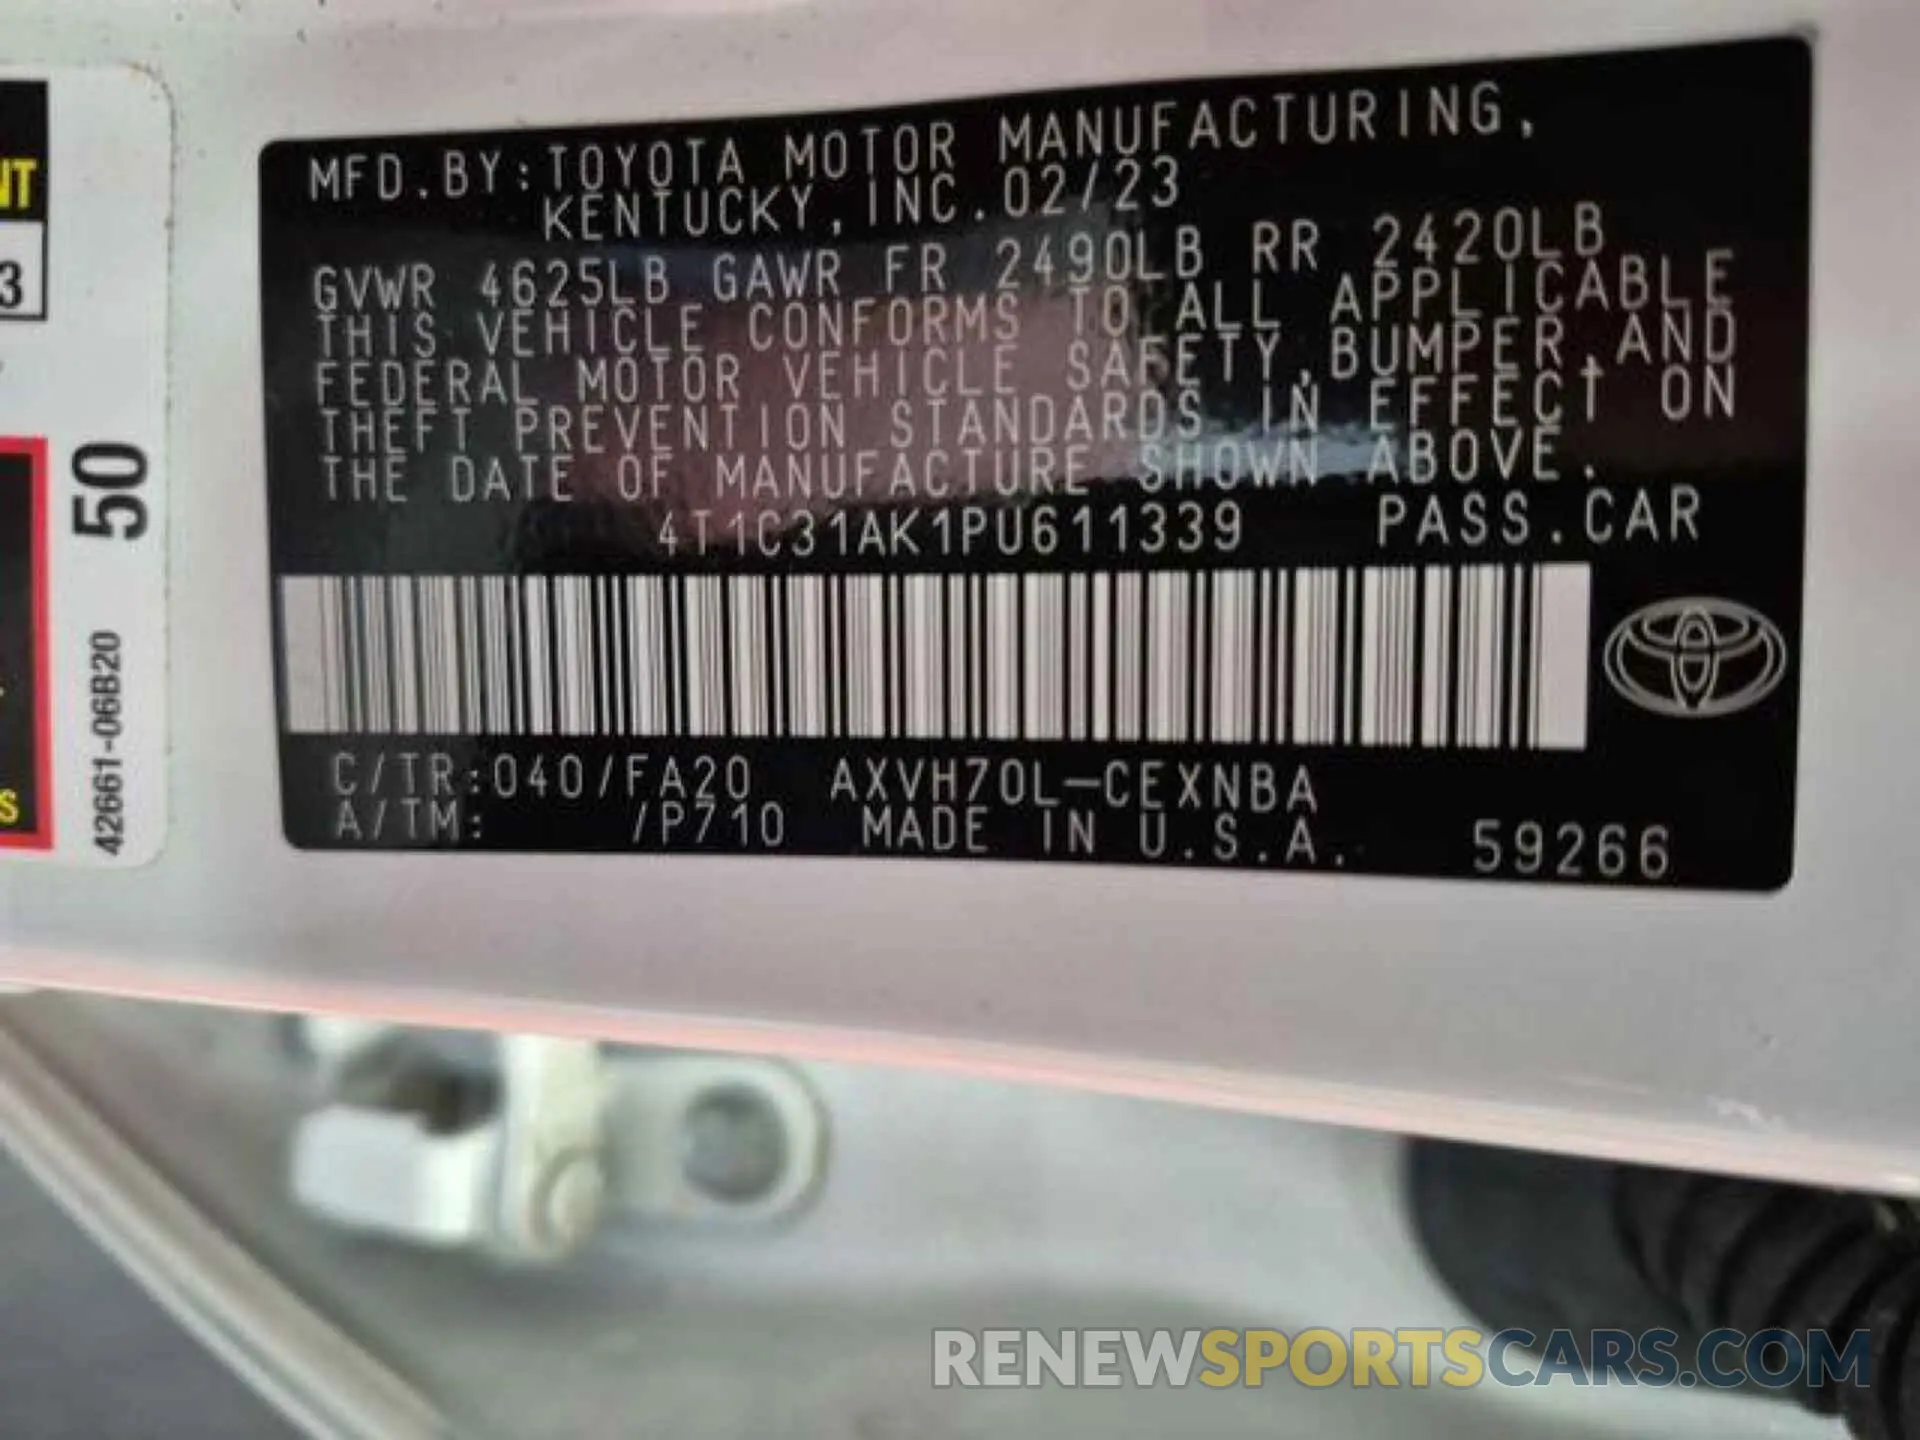 NT
3
50
42661-06B20
S
MFD.BY:TOYOTA MOTOR MANUFACTURING,
KENTUCKY,INC.02/23
GVWR 4625LB GAWR FR 2490LB RR 2420LB
THIS VEHICLE CONFORMS TO ALL APPLICABLE
FEDERAL MOTOR VEHICLE SAFETY,BUMPER,AND
THEFT PREVENTION STANDARDS IN EFFECT ON
THE DATE OF MANUFACTURE SHOWN ABOVE.
4T1C31AK1PU611339 PASS.CAR
C/TR:040/FA20 AXVH70L-CEXNBA
A/TM: /P710 MADE IN U.S.A. 59266
RENEWSPORTSCARS.COM